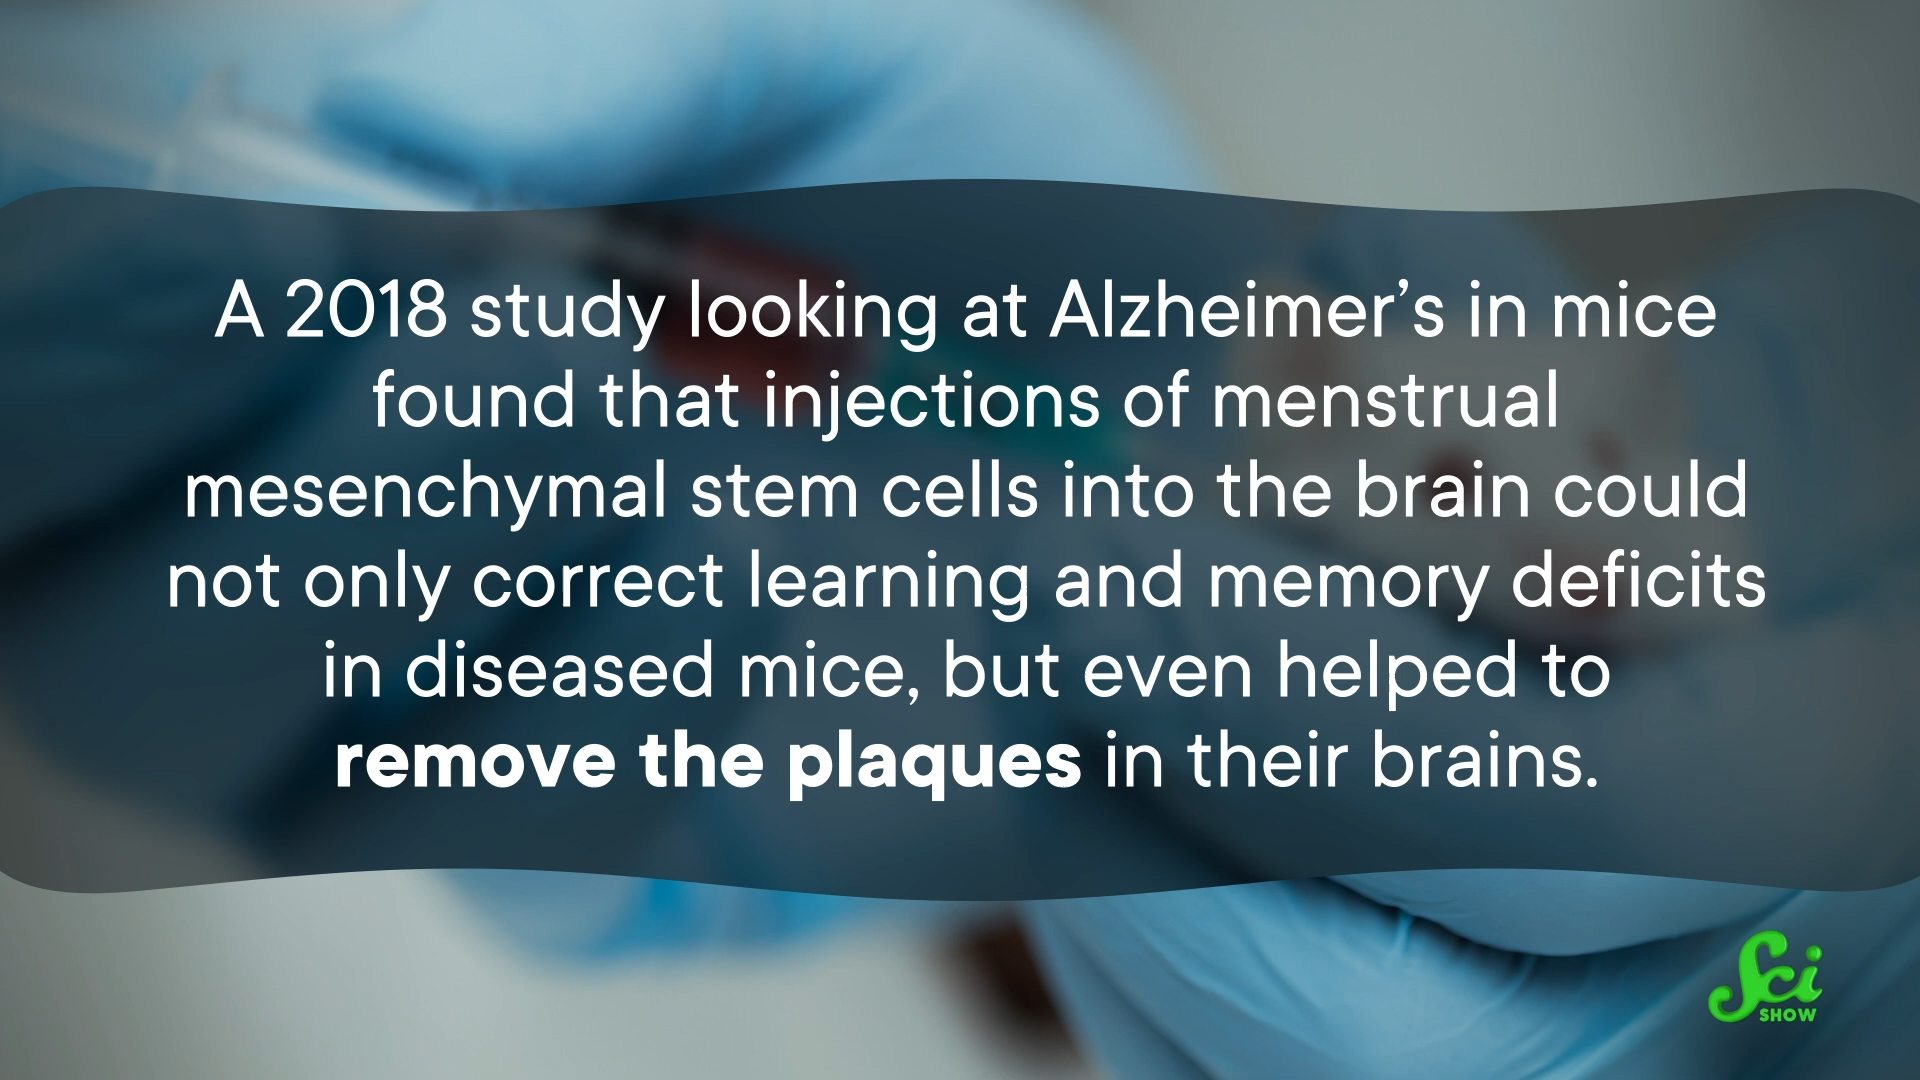 A 2018 study looking at Alzheimer’s in mice
found that injections of menstrual
mesenchymal stem cells into the brain could
not only correct learning and memory deficits
in diseased mice, but even helped to
remove the plaques in their brains.
Sci
SHOW